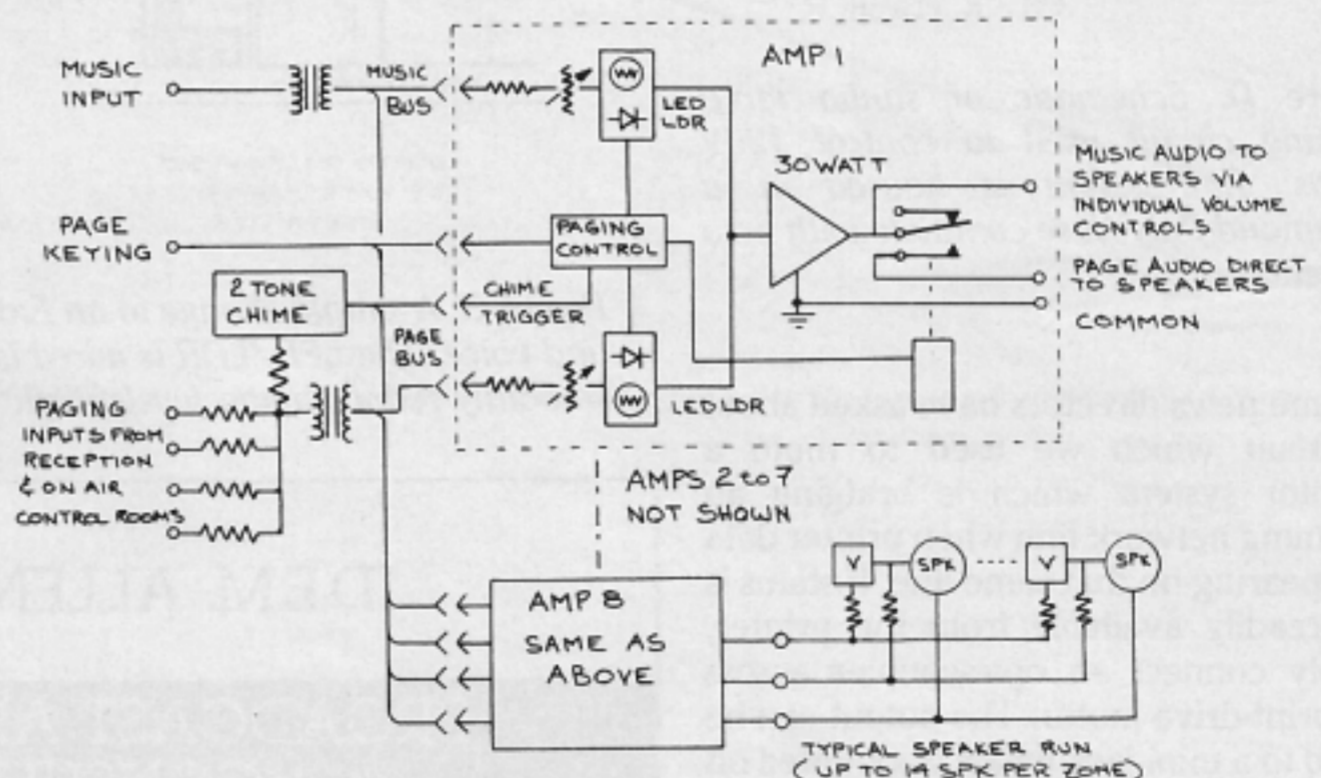 MUSIC
INPUT
MUSIC
BUS
LED
LDR
AMP 1
30 WATT
MUSIC AUDIO TO
SPEAKERS VIA
INDIVIDUAL VOLUME
CONTROLS
PAGE AUDIO DIRECT
TO SPEAKERS
COMMON
PAGE
KEYING
PAGING
CONTROL
2 TONE
CHIME
CHIME
TRIGGER
PAGE
BUS
LED LDR
PAGING
INPUTS FROM
RECEPTION
& ON AIR
CONTROL ROOMS
AMPS 2 to 7
NOT SHOWN
AMP 8
SAME AS
ABOVE
V
SPK
V
SPK
TYPICAL SPEAKER RUN
(UP TO 14 SPK PER ZONE)